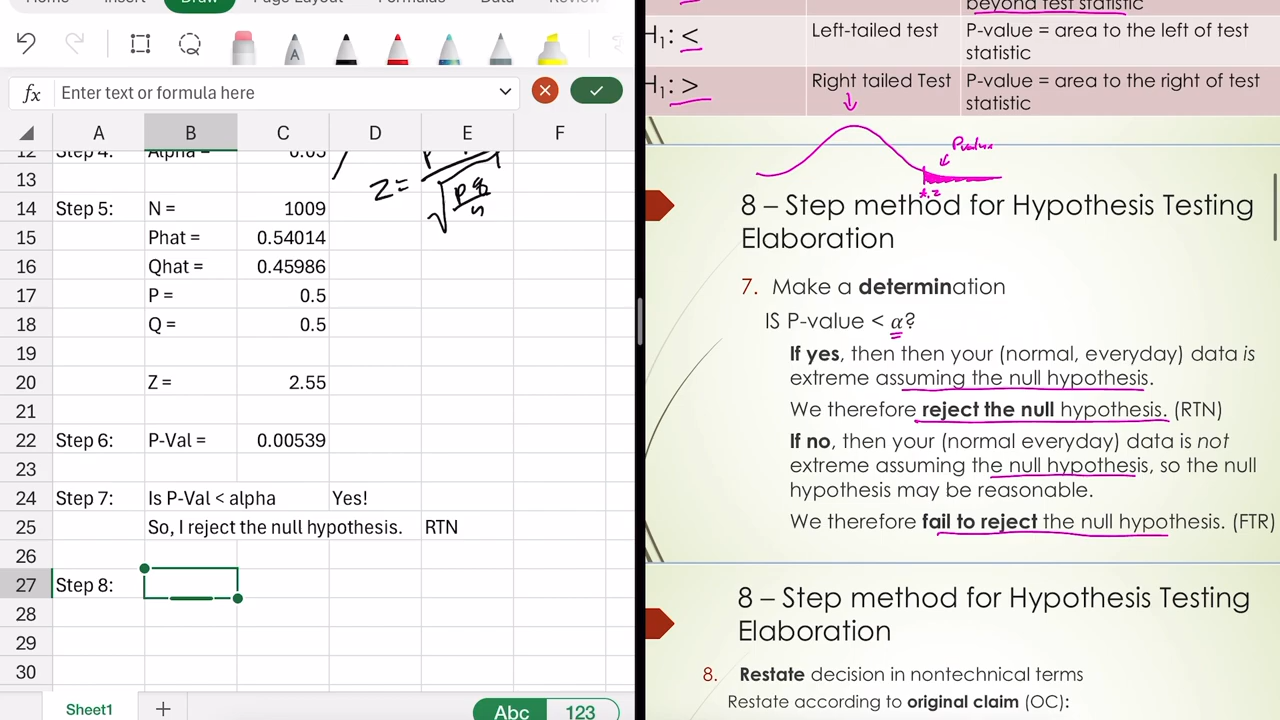 Home Insert Draw Page Layout Formulas Data Review
A
fx Enter text or formula here
A B C D E F
12 Step 4: Alpha = 0.05
13
14 Step 5: N = 1009
15 Phat = 0.54014
16 Qhat = 0.45986
17 P = 0.5
18 Q = 0.5
19
20 Z = 2.55
21
22 Step 6: P-Val = 0.00539
23
24 Step 7: Is P-Val < alpha Yes!
25 So, I reject the null hypothesis. RTN
26
27 Step 8:
28
29
30
z =
pq
n
Sheet1
Abc 123
beyond test statistic
H₁: < Left-tailed test P-value = area to the left of test
statistic
H₁: > Right tailed Test P-value = area to the right of test
statistic
Pvalue
8 – Step method for Hypothesis Testing
Elaboration
7. Make a determination
IS P-value < α?
If yes, then then your (normal, everyday) data is
extreme assuming the null hypothesis.
We therefore reject the null hypothesis. (RTN)
If no, then your (normal everyday) data is not
extreme assuming the null hypothesis, so the null
hypothesis may be reasonable.
We therefore fail to reject the null hypothesis. (FTR)
8 – Step method for Hypothesis Testing
Elaboration
8. Restate decision in nontechnical terms
Restate according to original claim (OC):